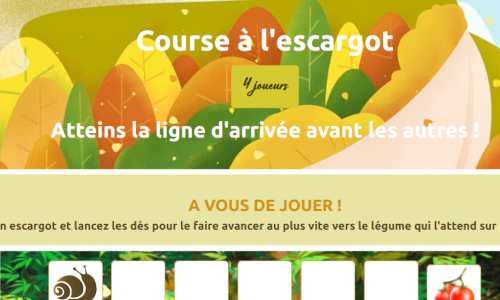 Course à l'escargot
4 joueurs
Atteins la ligne d'arrivée avant les autres !
A VOUS DE JOUER !
n escargot et lancez les dés pour le faire avancer au plus vite vers le légume qui l'attend sur